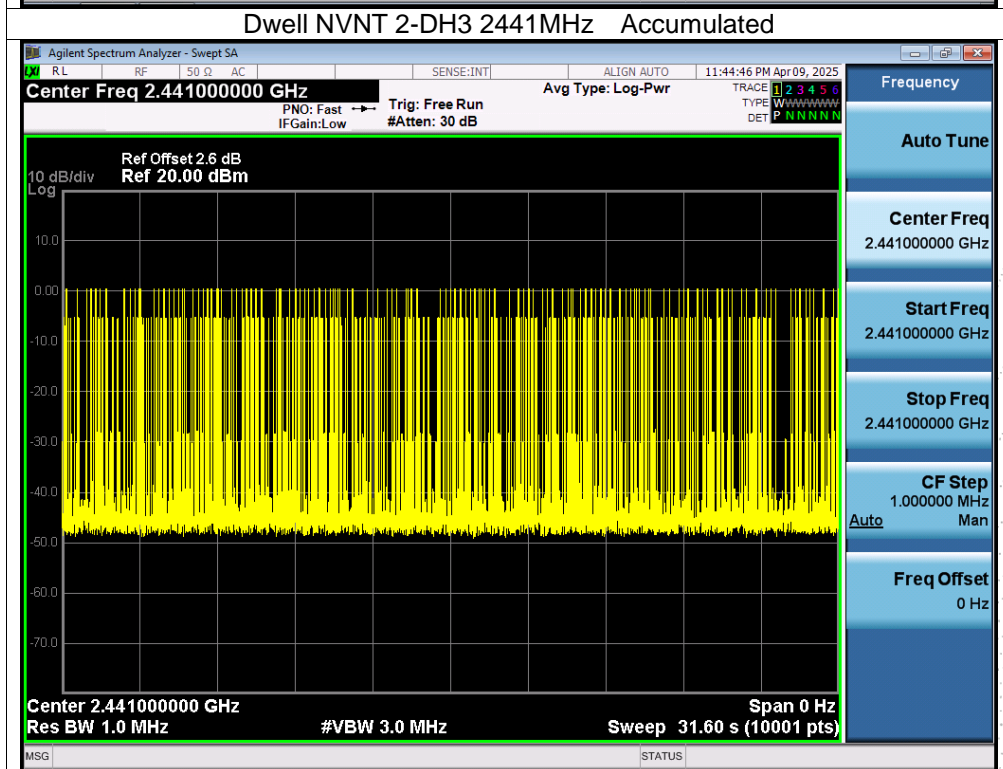 Dwell NVNT 2-DH3 2441MHz Accumulated
Agilent Spectrum Analyzer - Swept SA
LXI RL RF 50 Ω AC SENSE:INT ALIGN AUTO 11:44:46 PM Apr 09, 2025
Center Freq 2.441000000 GHz
PNO: Fast
IFGain:Low
Trig: Free Run
#Atten: 30 dB
Avg Type: Log-Pwr
TRACE 1 2 3 4 5 6
TYPE WWWWWWW
DET P N N N N N
Frequency
Auto Tune
Center Freq
2.441000000 GHz
Start Freq
2.441000000 GHz
Stop Freq
2.441000000 GHz
CF Step
1.000000 MHz
Auto Man
Freq Offset
0 Hz
Ref Offset 2.6 dB
10 dB/div Ref 20.00 dBm
Log
10.0
0.00
-10.0
-20.0
-30.0
-40.0
-50.0
-60.0
-70.0
Center 2.441000000 GHz Span 0 Hz
Res BW 1.0 MHz #VBW 3.0 MHz Sweep 31.60 s (10001 pts)
MSG STATUS